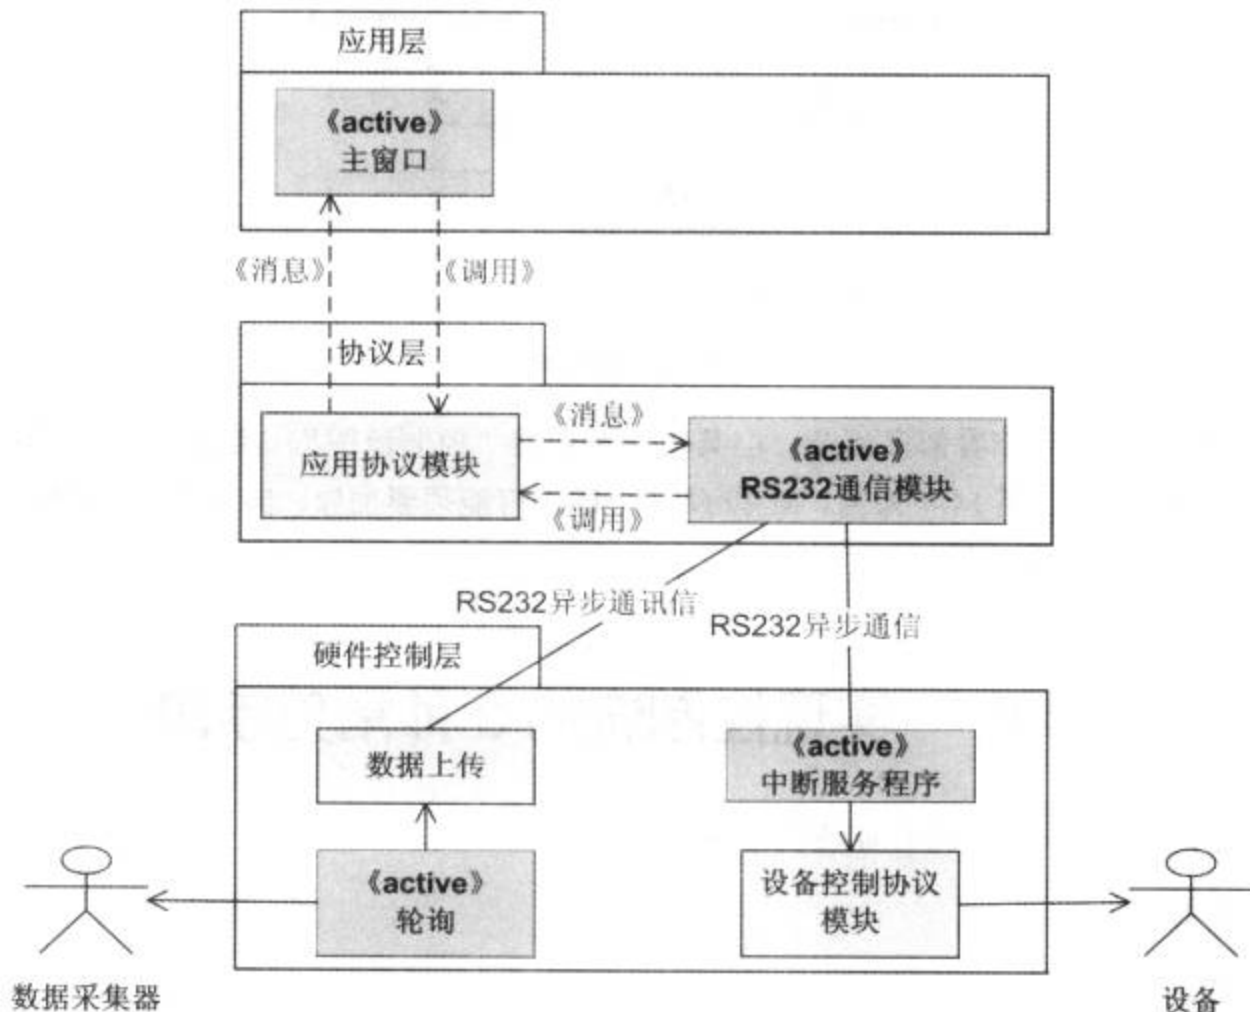 应用层
《active》
主窗口
《消息》
《调用》
协议层
应用协议模块
《消息》
《active》
RS232通信模块
《调用》
RS232异步通讯信
RS232异步通信
硬件控制层
数据上传
《active》
中断服务程序
《active》
轮询
设备控制协议
模块
数据采集器
设备